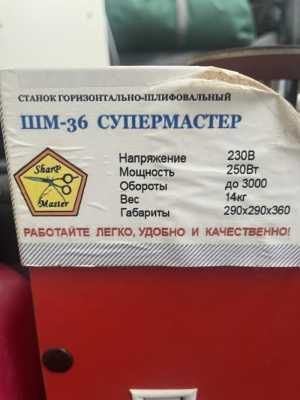 СТАНОК ГОРИЗОНТАЛЬНО-ШЛИФОВАЛЬНЫЙ
ШМ-36 СУПЕРМАСТЕР
Sharp
Master
Напряжение 230В
Мощность 250Вт
Обороты до 3000
Вес 14кг
Габариты 290х290х360
РАБОТАЙТЕ ЛЕГКО, УДОБНО И КАЧЕСТВЕННО!